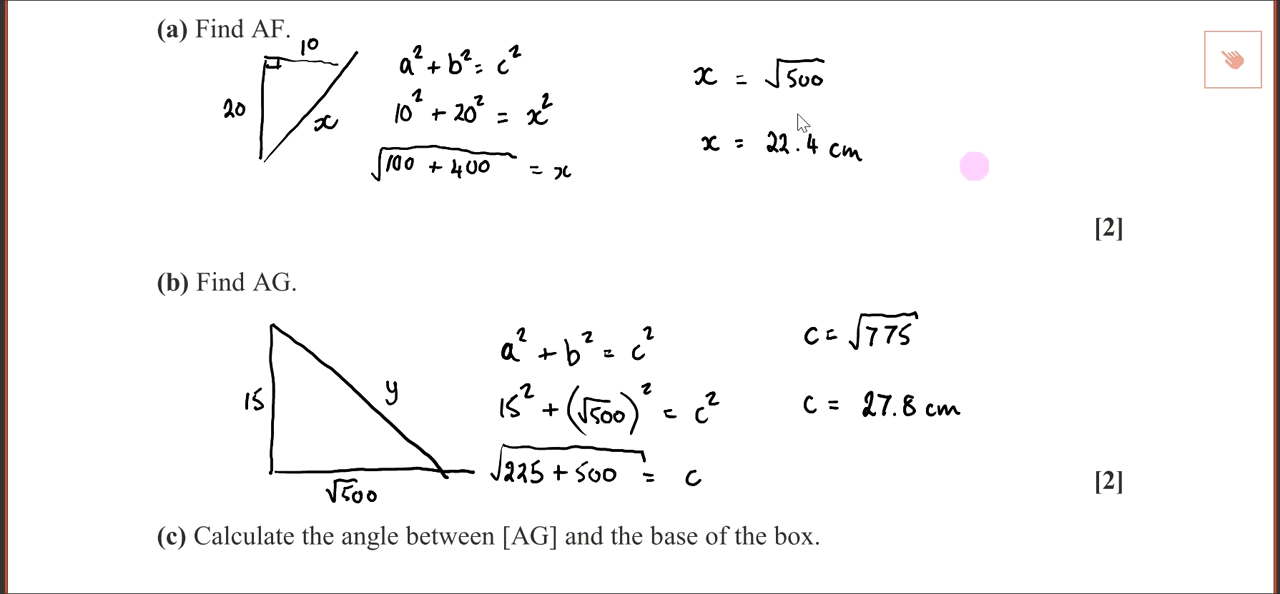 (a) Find AF.
10
20
x
a² + b² = c²
10² + 20² = x²
√100 + 400 = x
x = √500
x = 22.4 cm
[2]
(b) Find AG.
15
y
√500
a² + b² = c²
15² + (√500)² = c²
√225 + 500 = c
c = √775
c = 27.8 cm
[2]
(c) Calculate the angle between [AG] and the base of the box.